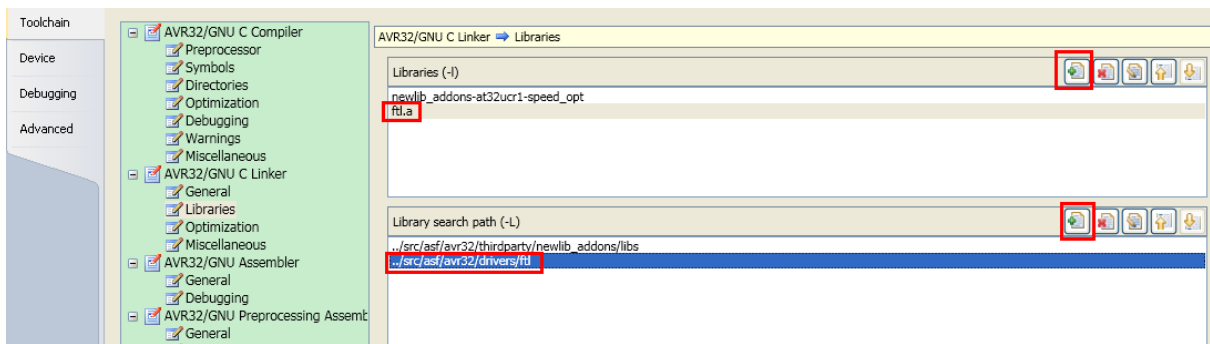 Toolchain
Device
Debugging
Advanced
AVR32/GNU C Compiler
Preprocessor
Symbols
Directories
Optimization
Debugging
Warnings
Miscellaneous
AVR32/GNU C Linker
General
Libraries
Optimization
Miscellaneous
AVR32/GNU Assembler
General
Debugging
AVR32/GNU Preprocessing Assemt
General
AVR32/GNU C Linker ➡ Libraries
Libraries (-l)
newlib_addons-at32ucr1-speed_opt
ftl.a
Library search path (-L)
../src/asf/avr32/thirdparty/newlib_addons/libs
../src/asf/avr32/drivers/ftl